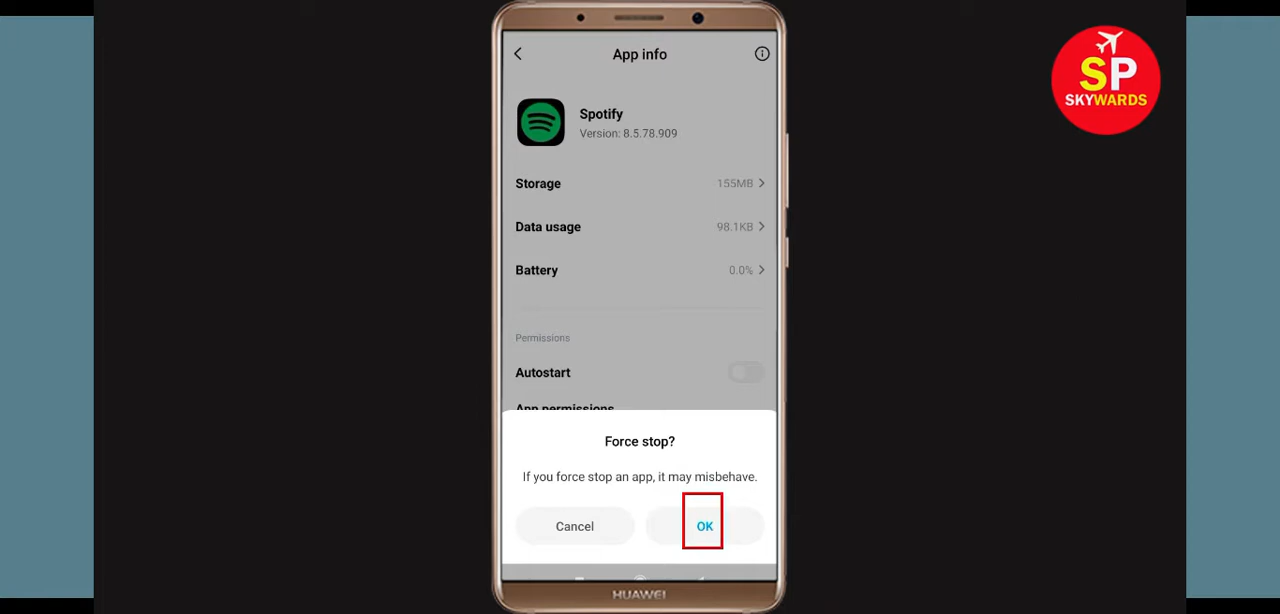 App info
SP
SKYWARDS
Spotify
Version: 8.5.78.909
Storage 155MB
Data usage 98.1KB
Battery 0.0%
Permissions
Autostart
App permissions
Force stop?
If you force stop an app, it may misbehave.
Cancel OK
HUAWEI